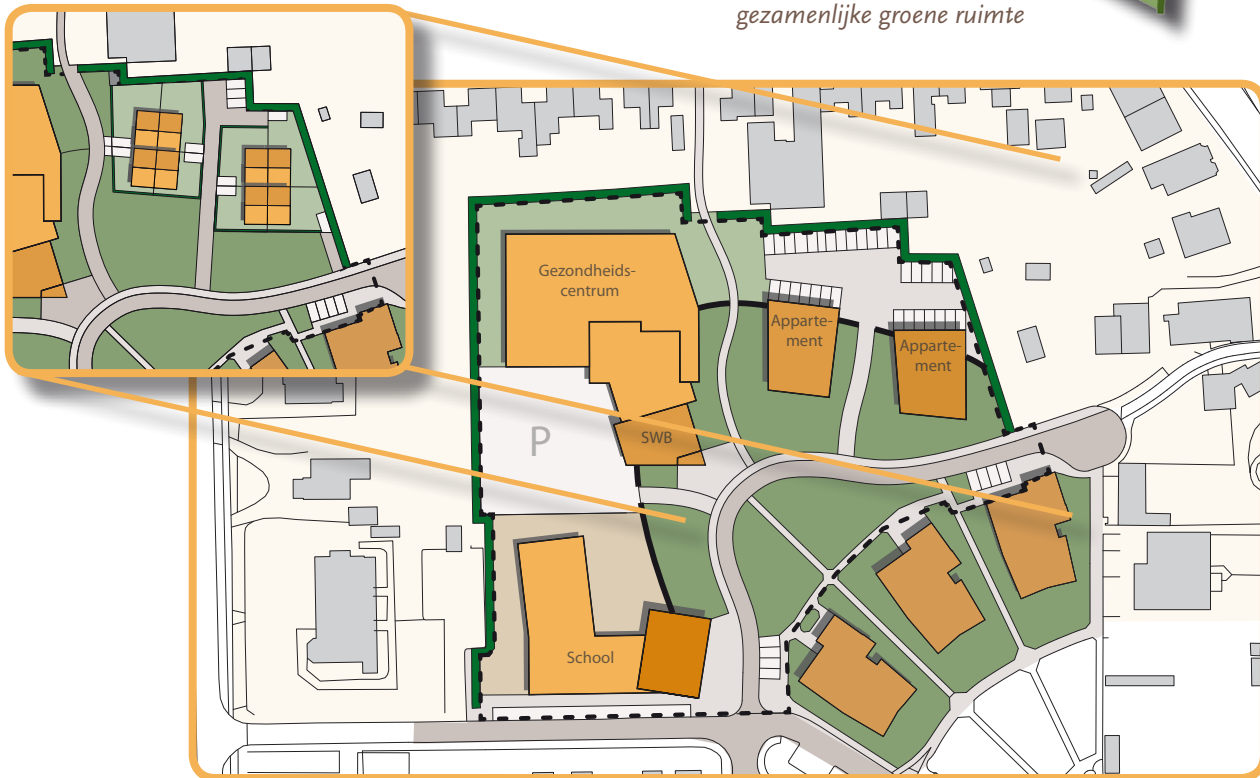 gezamenlijke groene ruimte
Gezondheids-
centrum
Apparte-
ment
Apparte-
ment
P
SWB
School